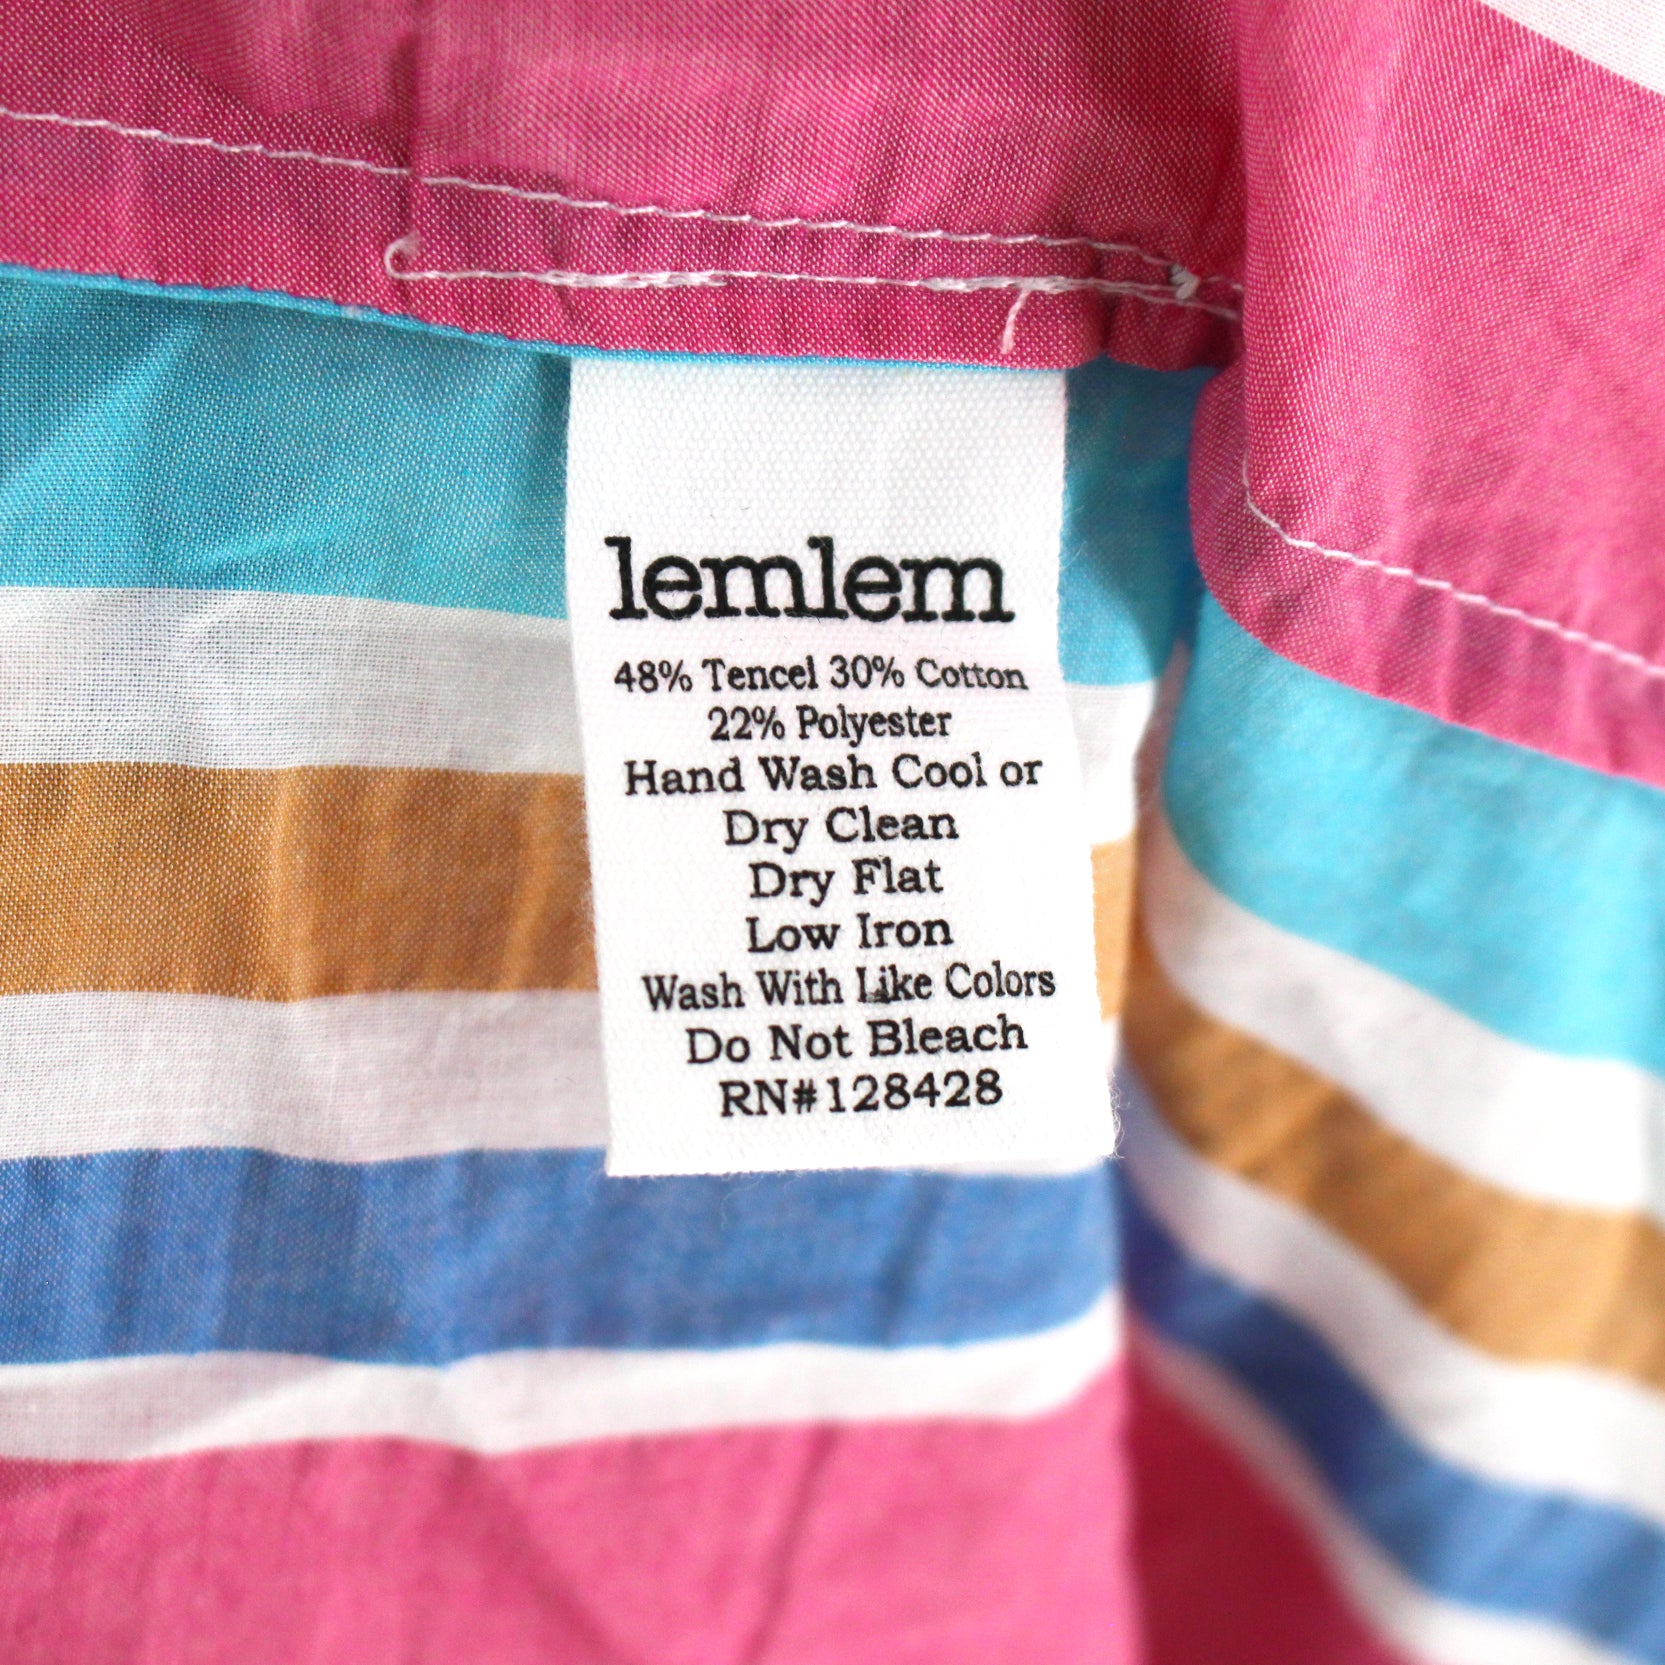 lemlem
48% Tencel 30% Cotton
22% Polyester
Hand Wash Cool or
Dry Clean
Dry Flat
Low Iron
Wash With Like Colors
Do Not Bleach
RN#128428